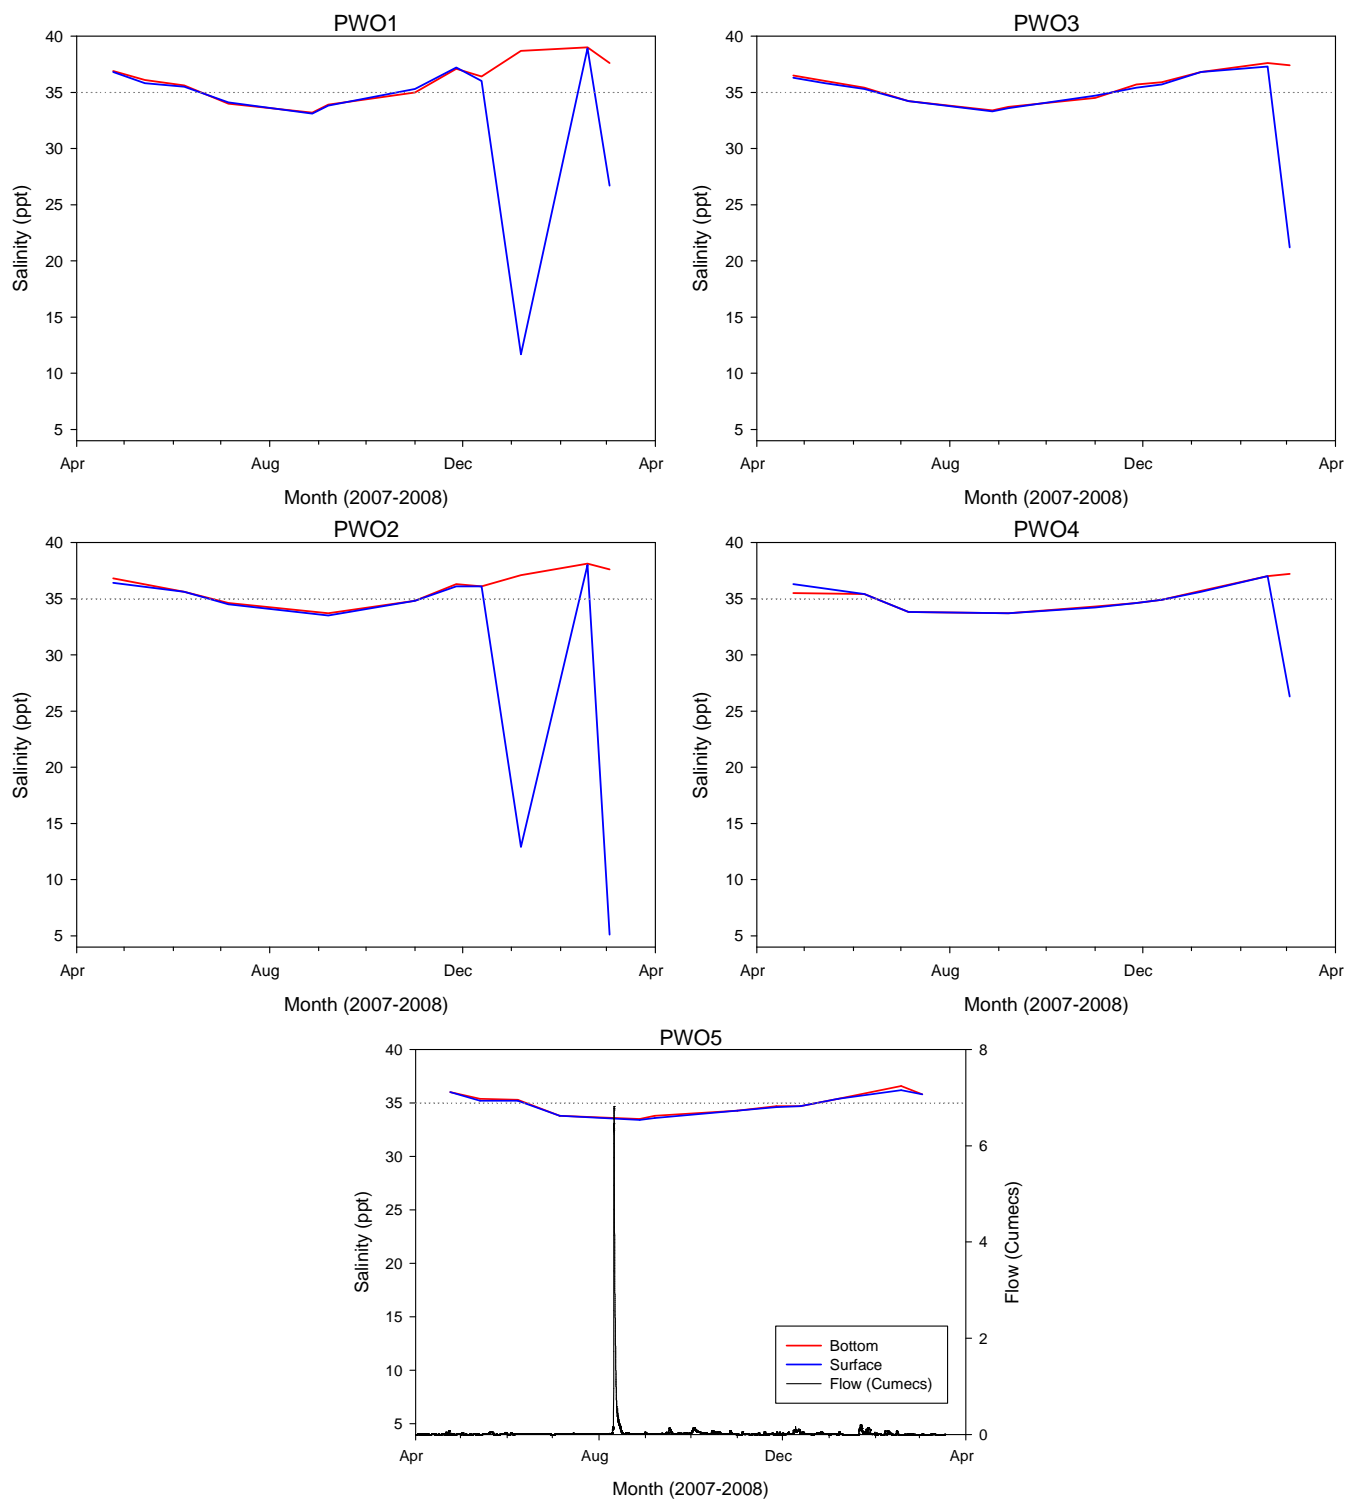 PWO1
40
35
30
25
20
15
10
5
Salinity (ppt)
Apr
Aug
Dec
Apr
Month (2007-2008)
PWO3
40
35
30
25
20
15
10
5
Salinity (ppt)
Apr
Aug
Dec
Apr
Month (2007-2008)
PWO2
40
35
30
25
20
15
10
5
Salinity (ppt)
Apr
Aug
Dec
Apr
Month (2007-2008)
PWO4
40
35
30
25
20
15
10
5
Salinity (ppt)
Apr
Aug
Dec
Apr
Month (2007-2008)
PWO5
40
35
30
25
20
15
10
5
Salinity (ppt)
8
6
4
2
0
Flow (Cumecs)
Bottom
Surface
Flow (Cumecs)
Apr
Aug
Dec
Apr
Month (2007-2008)